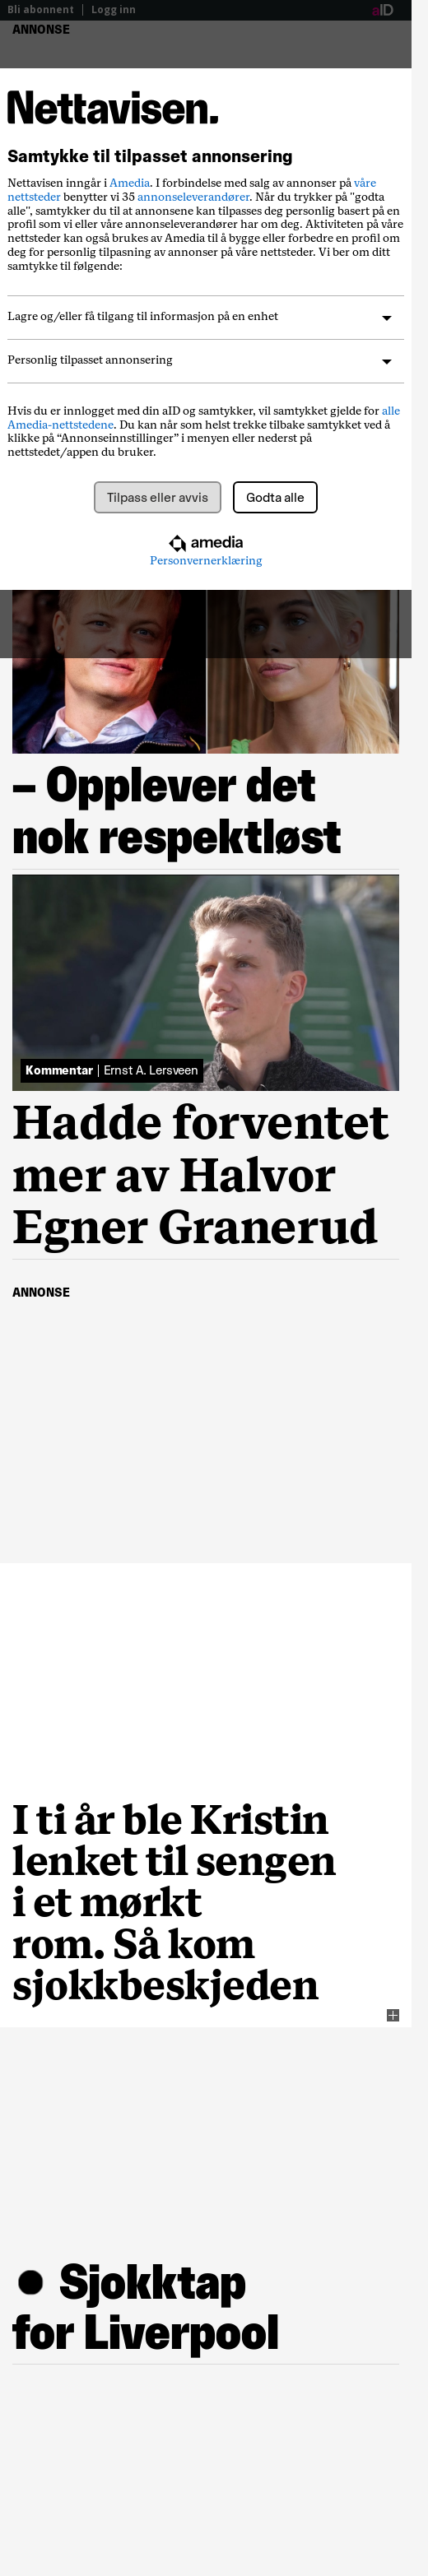 Bli abonnent | Logg inn
aID
ANNONSE
Nettavisen.
Samtykke til tilpasset annonsering
Nettavisen inngår i Amedia. I forbindelse med salg av annonser på våre
nettsteder benytter vi 35 annonseleverandører. Når du trykker på "godta
alle", samtykker du til at annonsene kan tilpasses deg personlig basert på en
profil som vi eller våre annonseleverandører har om deg. Aktiviteten på våre
nettsteder kan også brukes av Amedia til å bygge eller forbedre en profil om
deg for personlig tilpasning av annonser på våre nettsteder. Vi ber om ditt
samtykke til følgende:
Lagre og/eller få tilgang til informasjon på en enhet
Personlig tilpasset annonsering
Hvis du er innlogget med din aID og samtykker, vil samtykket gjelde for alle
Amedia-nettstedene. Du kan når som helst trekke tilbake samtykket ved å
klikke på “Annonseinnstillinger” i menyen eller nederst på
nettstedet/appen du bruker.
Tilpass eller avvis
Godta alle
amedia
Personvernerklæring
– Opplever det
nok respektløst
Kommentar | Ernst A. Lersveen
Hadde forventet
mer av Halvor
Egner Granerud
ANNONSE
I ti år ble Kristin
lenket til sengen
i et mørkt
rom. Så kom
sjokkbeskjeden
Sjokktap
for Liverpool